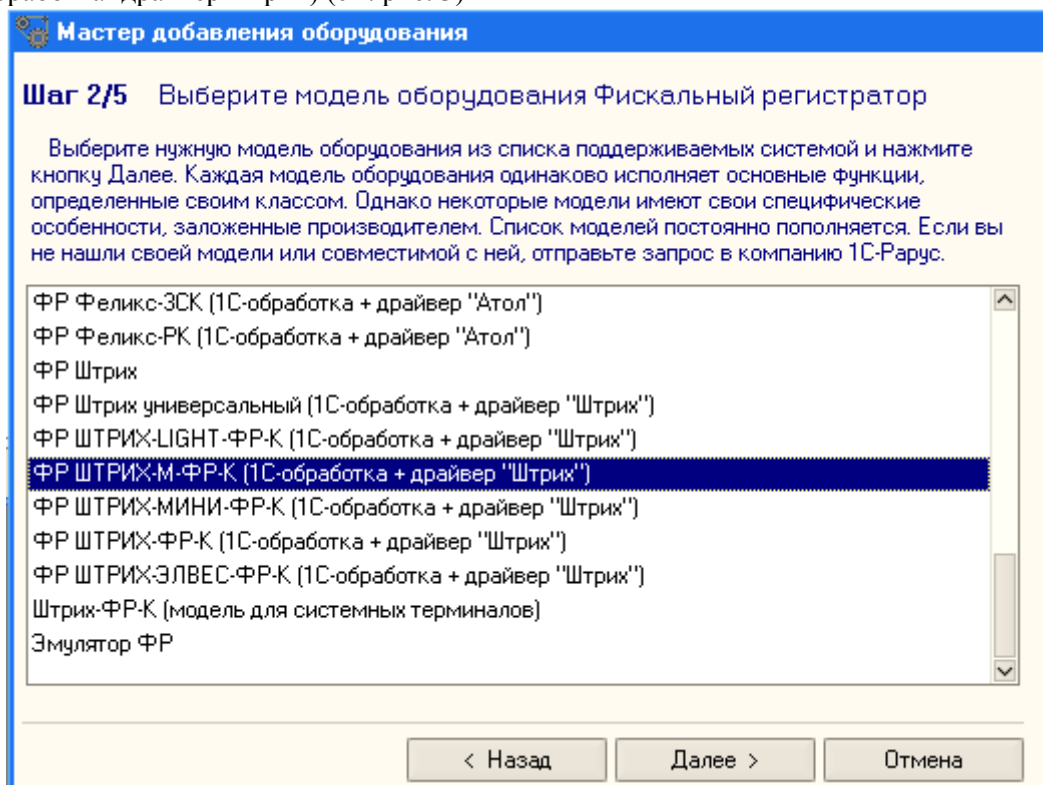 Мастер добавления оборудования
Шаг 2/5 Выберите модель оборудования Фискальный регистратор
Выберите нужную модель оборудования из списка поддерживаемых системой и нажмите
кнопку Далее. Каждая модель оборудования одинаково исполняет основные функции,
определенные своим классом. Однако некоторые модели имеют свои специфические
особенности, заложенные производителем. Список моделей постоянно пополняется. Если вы
не нашли своей модели или совместимой с ней, отправьте запрос в компанию 1С-Рарус.
ФР Феликс-3СК (1С-обработка + драйвер "Атол")
ФР Феликс-РК (1С-обработка + драйвер "Атол")
ФР Штрих
ФР Штрих универсальный (1С-обработка + драйвер "Штрих")
ФР ШТРИХ-LIGHT-ФР-К (1С-обработка + драйвер "Штрих")
ФР ШТРИХ-М-ФР-К (1С-обработка + драйвер "Штрих")
ФР ШТРИХ-МИНИ-ФР-К (1С-обработка + драйвер "Штрих")
ФР ШТРИХ-ФР-К (1С-обработка + драйвер "Штрих")
ФР ШТРИХ-ЭЛВЕС-ФР-К (1С-обработка + драйвер "Штрих")
Штрих-ФР-К (модель для системных терминалов)
Эмулятор ФР
< Назад Далее > Отмена